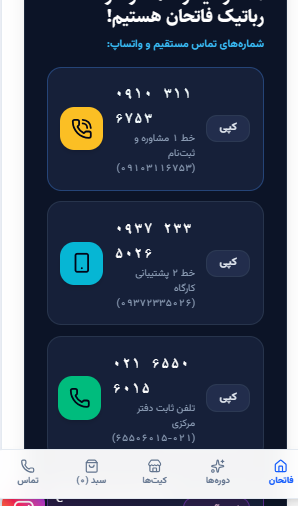 رباتیک فاتحان هستیم!
شماره‌های تماس مستقیم و واتساپ:
۰۹۱۰ ۳۱۱
۶۷۵۳
خط ۱ مشاوره و
ثبت‌نام
(۰۹۱۰۳۱۱۶۷۵۳)
کپی
۰۹۳۷ ۲۳۳
۵۰۲۶
خط ۲ پشتیبانی
کارگاه
(۰۹۳۷۲۳۳۵۰۲۶)
کپی
۰۲۱ ۶۵۵۰
۶۰۱۵
تلفن ثابت دفتر
مرکزی
(۰۲۱-۶۵۵۰۶۰۱۵)
کپی
فاتحان
دوره‌ها
کیت‌ها
سبد (۰)
تماس